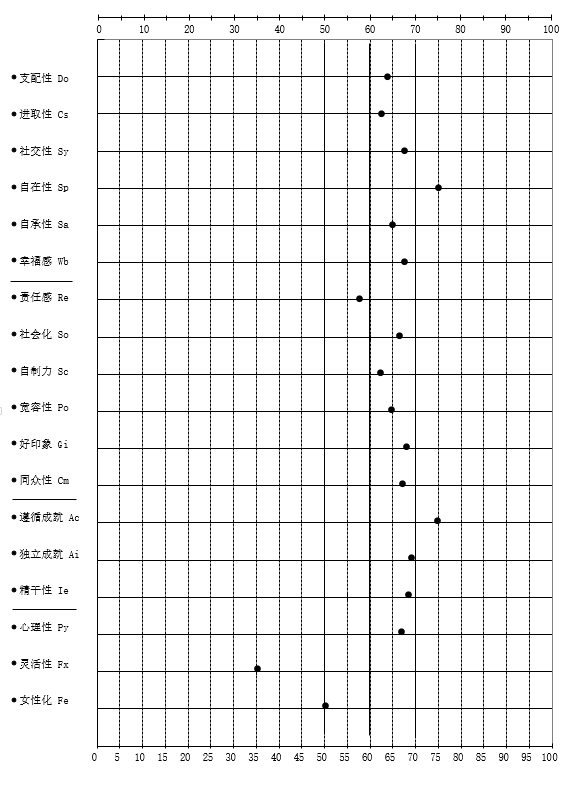 0 10 20 30 40 50 60 70 80 90 100
●支配性 Do
●进取性 Cs
●社交性 Sy
●自在性 Sp
●自承性 Sa
●幸福感 Wb
●责任感 Re
●社会化 So
●自制力 Sc
●宽容性 Po
●好印象 Gi
●同众性 Cm
●遵循成就 Ac
●独立成就 Ai
●精干性 Ie
●心理性 Py
●灵活性 Fx
●女性化 Fe
0 5 10 15 20 25 30 35 40 45 50 55 60 65 70 75 80 85 90 95 100